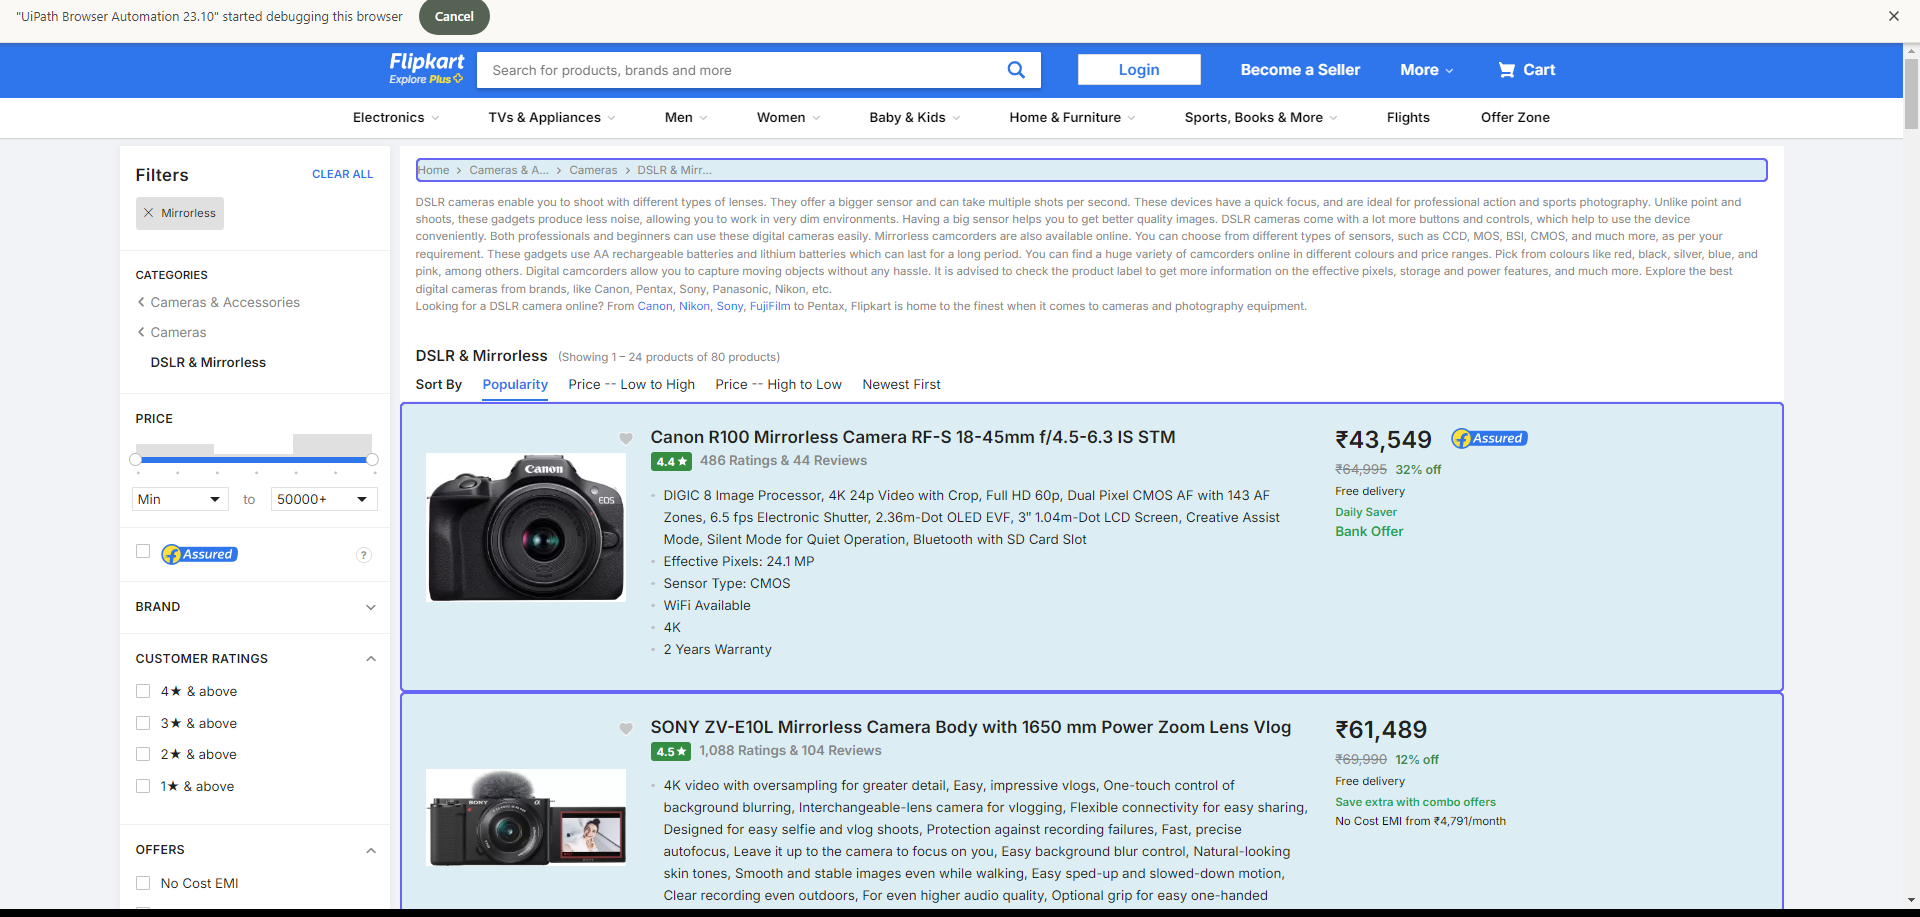 "UiPath Browser Automation 23.10" started debugging this browser
Cancel
Flipkart
Explore Plus
Search for products, brands and more
Login
Become a Seller
More
Cart
Electronics
TVs & Appliances
Men
Women
Baby & Kids
Home & Furniture
Sports, Books & More
Flights
Offer Zone
Filters
CLEAR ALL
Mirrorless
CATEGORIES
Cameras & Accessories
Cameras
DSLR & Mirrorless
PRICE
Min
to
50000+
Assured
?
BRAND
CUSTOMER RATINGS
4★ & above
3★ & above
2★ & above
1★ & above
OFFERS
No Cost EMI
Home > Cameras & A... > Cameras > DSLR & Mirr...
DSLR cameras enable you to shoot with different types of lenses. They offer a bigger sensor and can take multiple shots per second. These devices have a quick focus, and are ideal for professional action and sports photography. Unlike point and
shoots, these gadgets produce less noise, allowing you to work in very dim environments. Having a big sensor helps you to get better quality images. DSLR cameras come with a lot more buttons and controls, which help to use the device
conveniently. Both professionals and beginners can use these digital cameras easily. Mirrorless camcorders are also available online. You can choose from different types of sensors, such as CCD, MOS, BSI, CMOS, and much more, as per your
requirement. These gadgets use AA rechargeable batteries and lithium batteries which can last for a long period. You can find a huge variety of camcorders online in different colours and price ranges. Pick from colours like red, black, silver, blue, and
pink, among others. Digital camcorders allow you to capture moving objects without any hassle. It is advised to check the product label to get more information on the effective pixels, storage and power features, and much more. Explore the best
digital cameras from brands, like Canon, Pentax, Sony, Panasonic, Nikon, etc.
Looking for a DSLR camera online? From Canon, Nikon, Sony, FujiFilm to Pentax, Flipkart is home to the finest when it comes to cameras and photography equipment.
DSLR & Mirrorless (Showing 1 – 24 products of 80 products)
Sort By
Popularity
Price -- Low to High
Price -- High to Low
Newest First
Canon
EOS
Canon R100 Mirrorless Camera RF-S 18-45mm f/4.5-6.3 IS STM
4.4★ 486 Ratings & 44 Reviews
DIGIC 8 Image Processor, 4K 24p Video with Crop, Full HD 60p, Dual Pixel CMOS AF with 143 AF
Zones, 6.5 fps Electronic Shutter, 2.36m-Dot OLED EVF, 3" 1.04m-Dot LCD Screen, Creative Assist
Mode, Silent Mode for Quiet Operation, Bluetooth with SD Card Slot
Effective Pixels: 24.1 MP
Sensor Type: CMOS
WiFi Available
4K
2 Years Warranty
₹43,549
Assured
₹64,995 32% off
Free delivery
Daily Saver
Bank Offer
SONY
SONY ZV-E10L Mirrorless Camera Body with 1650 mm Power Zoom Lens Vlog
4.5★ 1,088 Ratings & 104 Reviews
4K video with oversampling for greater detail, Easy, impressive vlogs, One-touch control of
background blurring, Interchangeable-lens camera for vlogging, Flexible connectivity for easy sharing,
Designed for easy selfie and vlog shoots, Protection against recording failures, Fast, precise
autofocus, Leave it up to the camera to focus on you, Easy background blur control, Natural-looking
skin tones, Smooth and stable images even while walking, Easy sped-up and slowed-down motion,
Clear recording even outdoors, For even higher audio quality, Optional grip for easy one-handed
₹61,489
₹69,990 12% off
Free delivery
Save extra with combo offers
No Cost EMI from ₹4,791/month